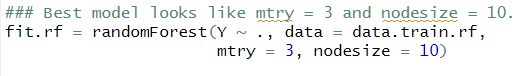 ### Best model looks like mtry = 3 and nodesize = 10.
fit.rf = randomForest(Y ~ ., data = data.train.rf,
mtry = 3, nodesize = 10)